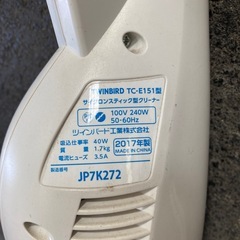 TWINBIRD TC-E151型
サイクロンスティック型クリーナー
100V 240W
50-60Hz
ツインバード工業株式会社
吸込仕事率 40W
質量 1.7kg
電流ヒューズ 3.5A
2017年製
MADE IN CHINA
製造番号
JP7K272